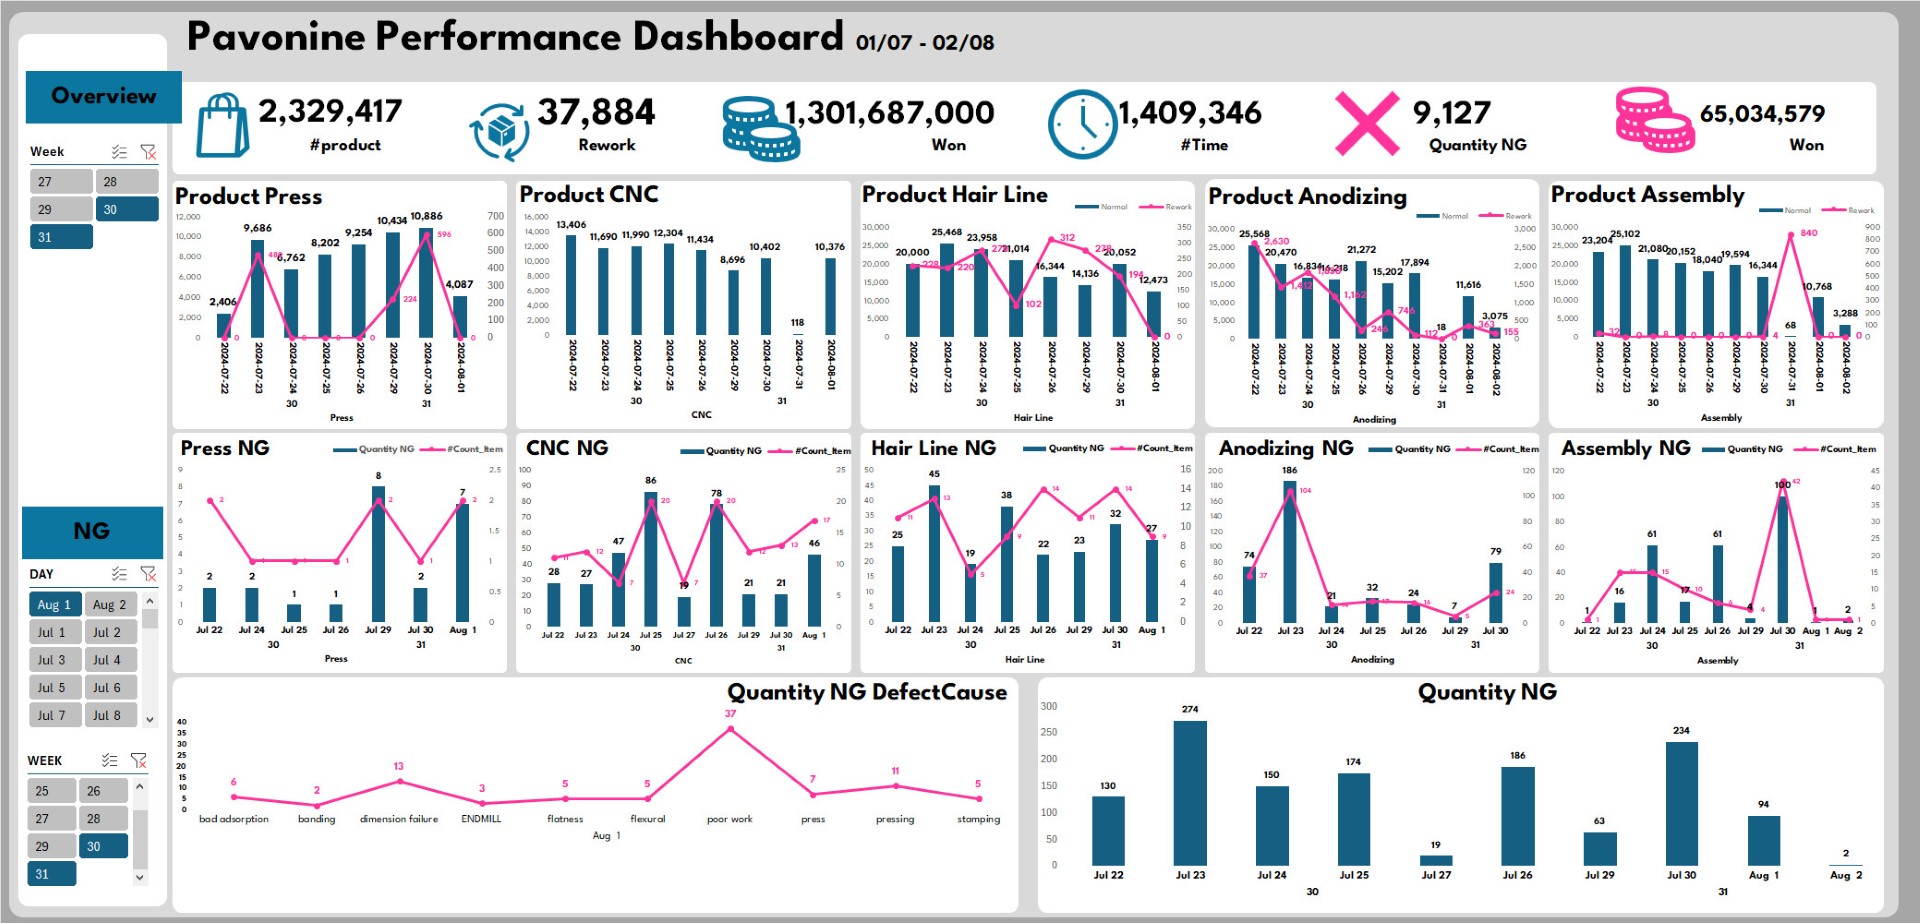 Pavonine Performance Dashboard 01/07 - 02/08
Overview
2,329,417
#product
37,884
Rework
1,301,687,000
Won
1,409,346
#Time
9,127
Quantity NG
65,034,579
Won
Week
27 28
29 30
31
Product Press
12,000
10,000
8,000
6,000
4,000
2,000
0
2,406 9,686 6,762 8,202 9,254 10,434 10,886 4,087
0 0 0 0 224 596 0
700
600
500
400
300
200
100
0
2024-07-22 2024-07-23 2024-07-24 2024-07-25 2024-07-26 2024-07-29 2024-07-30 2024-08-01
30 31
Press
Product CNC
16,000
14,000
12,000
10,000
8,000
6,000
4,000
2,000
0
13,406 11,690 11,990 12,304 11,434 8,696 10,402 118 10,376
2024-07-22 2024-07-23 2024-07-24 2024-07-25 2024-07-26 2024-07-29 2024-07-30 2024-07-31 2024-08-01
30 31
CNC
Product Hair Line
Normal Rework
30,000
25,000
20,000
15,000
10,000
5,000
0
20,000 25,468 23,958 21,014 16,344 14,136 20,052 12,473
228 220 102 312 194 0
350
300
250
200
150
100
50
0
2024-07-22 2024-07-23 2024-07-24 2024-07-25 2024-07-26 2024-07-29 2024-07-30 2024-08-01
30 31
Hair Line
Product Anodizing
Normal Rework
30,000
25,000
20,000
15,000
10,000
5,000
0
25,568 20,470 16,834 21,272 15,202 17,894 18 11,616 3,075
2,630 1,412 1,162 246 746 112 0 363 155
3,000
2,500
2,000
1,500
1,000
500
0
2024-07-22 2024-07-23 2024-07-24 2024-07-25 2024-07-26 2024-07-29 2024-07-30 2024-07-31 2024-08-01 2024-08-02
30 31
Anodizing
Product Assembly
Normal Rework
30,000
25,000
20,000
15,000
10,000
5,000
0
23,204 25,102 21,080 20,152 18,040 19,594 16,344 68 10,768 3,288
32 0 8 0 0 0 4 840 0 0
900
800
700
600
500
400
300
200
100
0
2024-07-22 2024-07-23 2024-07-24 2024-07-25 2024-07-26 2024-07-29 2024-07-30 2024-07-31 2024-08-01 2024-08-02
30 31
Assembly
NG
DAY
Aug 1 Aug 2
Jul 1 Jul 2
Jul 3 Jul 4
Jul 5 Jul 6
Jul 7 Jul 8
WEEK
25 26
27 28
29 30
31
Press NG
Quantity NG #Count_Item
9
8
7
6
5
4
3
2
1
0
2 2 1 1 8 2 7
2 1 1 1 2 1 2
2.5
2
1.5
1
0.5
0
Jul 22 Jul 24 Jul 25 Jul 26 Jul 29 Jul 30 Aug 1
30 31
Press
CNC NG
Quantity NG #Count_Item
100
90
80
70
60
50
40
30
20
10
0
28 27 47 86 19 78 21 21 46
11 12 7 20 7 20 12 13 17
25
20
15
10
5
0
Jul 22 Jul 23 Jul 24 Jul 25 Jul 27 Jul 26 Jul 29 Jul 30 Aug 1
30 31
CNC
Hair Line NG
Quantity NG #Count_Item
50
45
40
35
30
25
20
15
10
5
0
25 45 19 38 22 23 32 27
11 13 5 9 14 11 14 9
16
14
12
10
8
6
4
2
0
Jul 22 Jul 23 Jul 24 Jul 25 Jul 26 Jul 29 Jul 30 Aug 1
30 31
Hair Line
Anodizing NG
Quantity NG #Count_Item
200
180
160
140
120
100
80
60
40
20
0
74 186 21 32 24 7 79
37 104 16 5 24
120
100
80
60
40
20
0
Jul 22 Jul 23 Jul 24 Jul 25 Jul 26 Jul 29 Jul 30
30 31
Anodizing
Assembly NG
Quantity NG #Count_Item
120
100
80
60
40
20
0
1 16 61 17 61 4 100 1 2
1 15 15 10 6 4 42 1 1
45
40
35
30
25
20
15
10
5
0
Jul 22 Jul 23 Jul 24 Jul 25 Jul 26 Jul 29 Jul 30 Aug 1 Aug 2
30 31
Assembly
Quantity NG DefectCause
40
35
30
25
20
15
10
5
0
6 2 13 3 5 5 37 7 11 5
bad adsorption banding dimension failure ENDMILL flatness flexural poor work press pressing stamping
Aug 1
Quantity NG
300
250
200
150
100
50
0
130 274 150 174 19 186 63 234 94 2
Jul 22 Jul 23 Jul 24 Jul 25 Jul 27 Jul 26 Jul 29 Jul 30 Aug 1 Aug 2
30 31